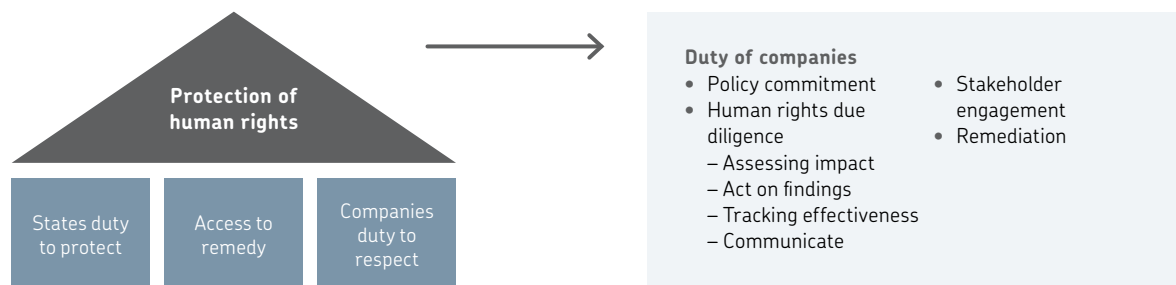 Protection of
human rights
States duty
to protect
Access to
remedy
Companies
duty to
respect
Duty of companies
• Policy commitment
• Human rights due
diligence
– Assessing impact
– Act on findings
– Tracking effectiveness
– Communicate
• Stakeholder
engagement
• Remediation